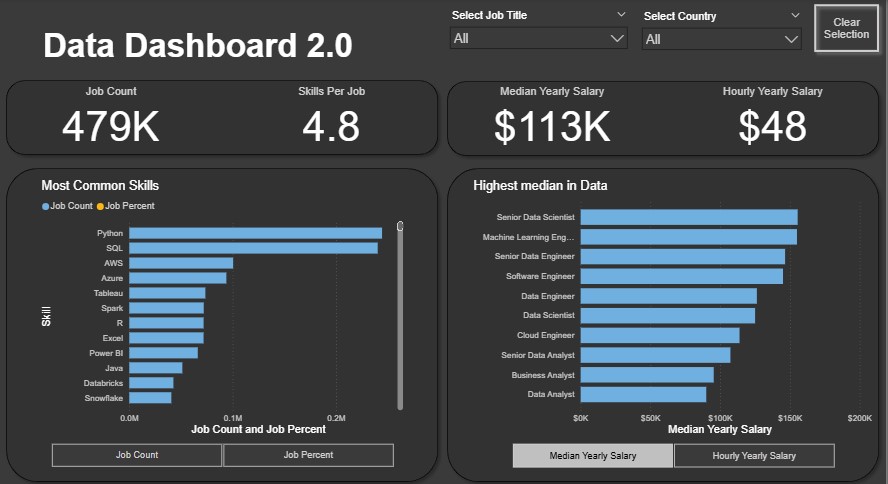 Data Dashboard 2.0
Select Job Title
All
Select Country
All
Clear
Selection
Job Count
479K
Skills Per Job
4.8
Median Yearly Salary
$113K
Hourly Yearly Salary
$48
Most Common Skills
Job Count Job Percent
Skill
Python
SQL
AWS
Azure
Tableau
Spark
R
Excel
Power BI
Java
Databricks
Snowflake
0.0M 0.1M 0.2M
Job Count and Job Percent
Job Count Job Percent
Highest median in Data
Senior Data Scientist
Machine Learning Eng...
Senior Data Engineer
Software Engineer
Data Engineer
Data Scientist
Cloud Engineer
Senior Data Analyst
Business Analyst
Data Analyst
$0K $50K $100K $150K $200K
Median Yearly Salary
Median Yearly Salary Hourly Yearly Salary